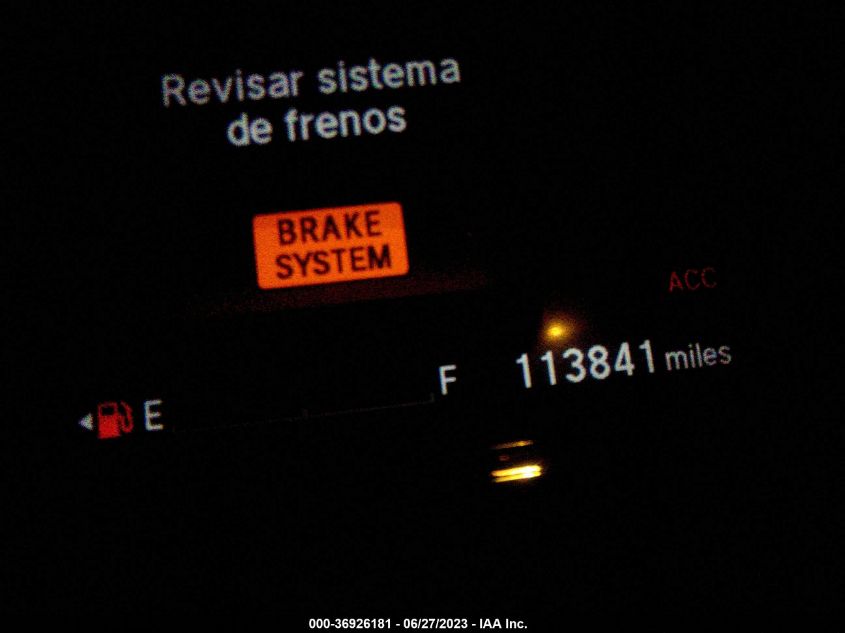 Revisar sistema
de frenos
BRAKE
SYSTEM
ACC
E F 113841 miles
000-36926181 - 06/27/2023 - IAA Inc.